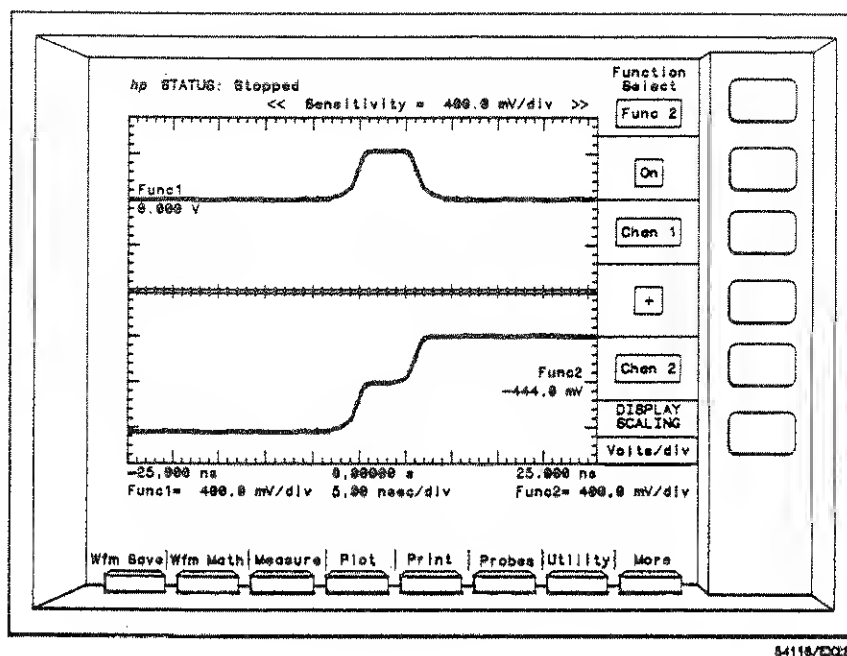 hp STATUS: Stopped
<< Sensitivity = 400.0 mV/div >>
Func1
0.000 V
Func2
-444.0 mV
-25.000 ns 0.00000 s 25.000 ns
Func1= 400.0 mV/div 5.00 nsec/div Func2= 400.0 mV/div
Function
Select
Func 2
On
Chan 1
+
Chan 2
DISPLAY
SCALING
Volts/div
Wfm Save Wfm Math Measure Plot Print Probes Utility More